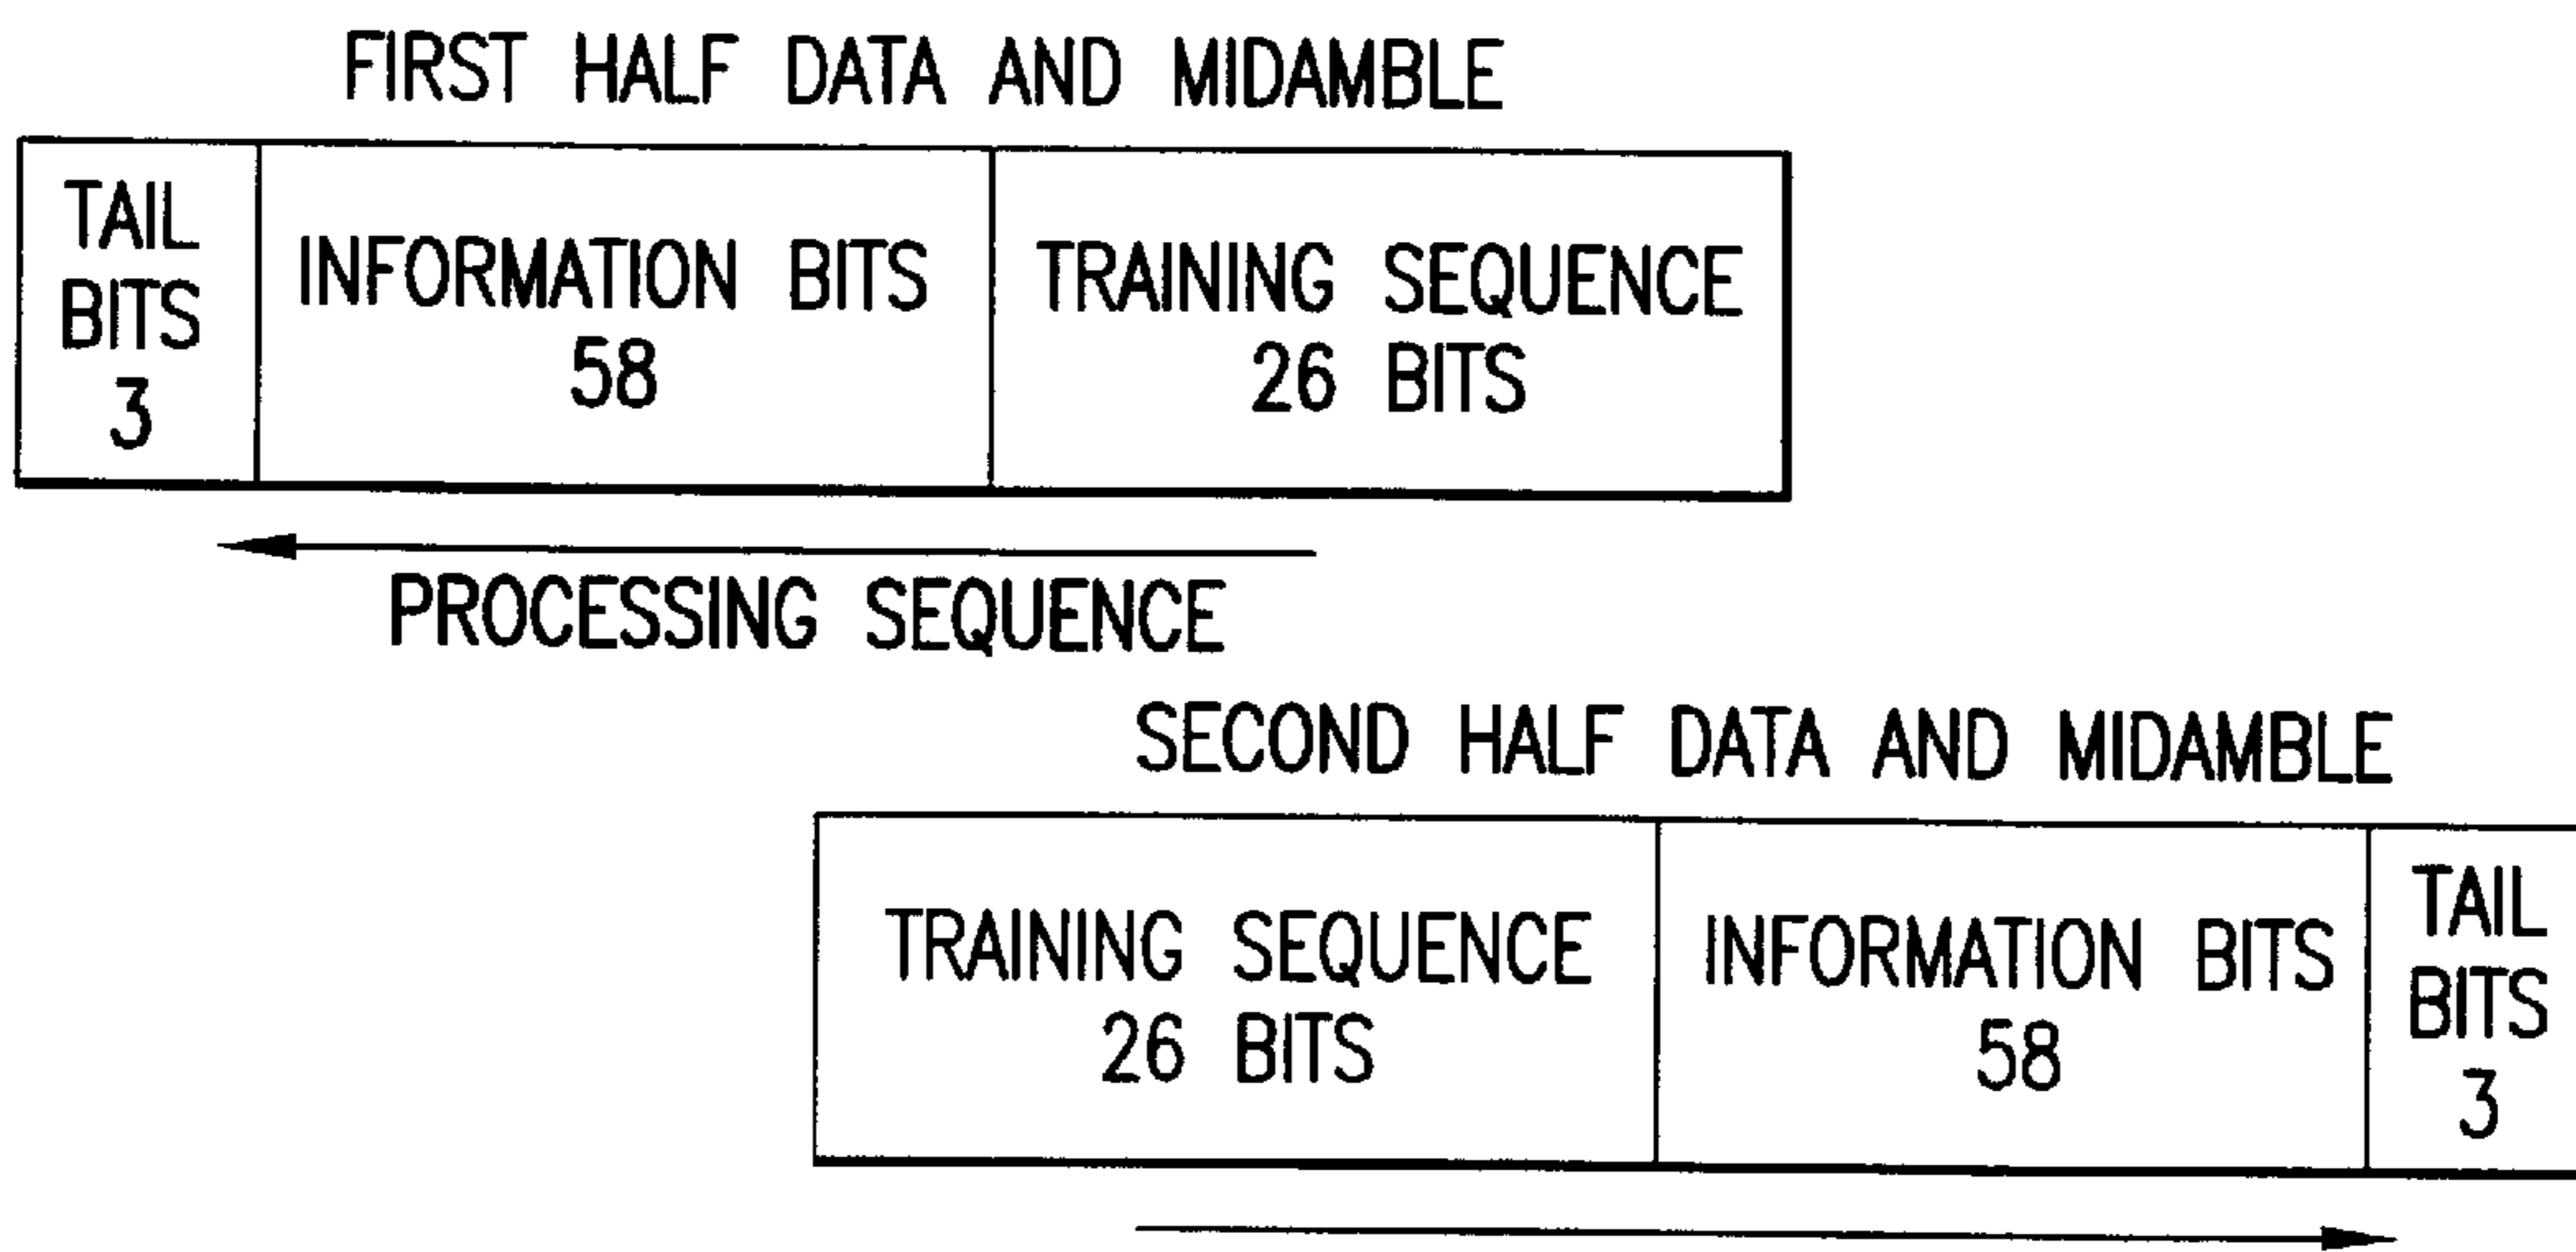 FIRST HALF DATA AND MIDAMBLE
TAIL
BITS
3
INFORMATION BITS
58
TRAINING SEQUENCE
26 BITS
PROCESSING SEQUENCE
SECOND HALF DATA AND MIDAMBLE
TRAINING SEQUENCE
26 BITS
INFORMATION BITS
58
TAIL
BITS
3